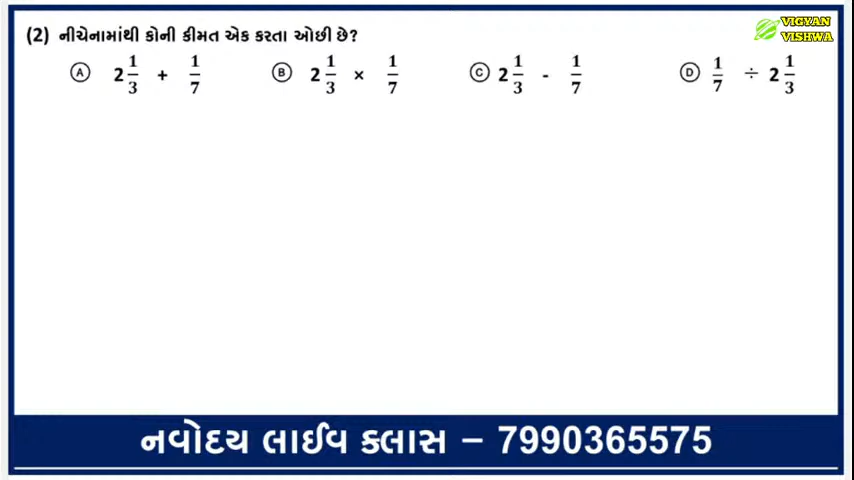 VIGYAN
VISHWA
(2) નીચેનામાંથી કોની કીમત એક કરતા ઓછી છે?
Ⓐ 2 1/3 + 1/7 Ⓑ 2 1/3 × 1/7 Ⓒ 2 1/3 - 1/7 Ⓓ 1/7 ÷ 2 1/3
નવોદય લાઈવ ક્લાસ – 7990365575